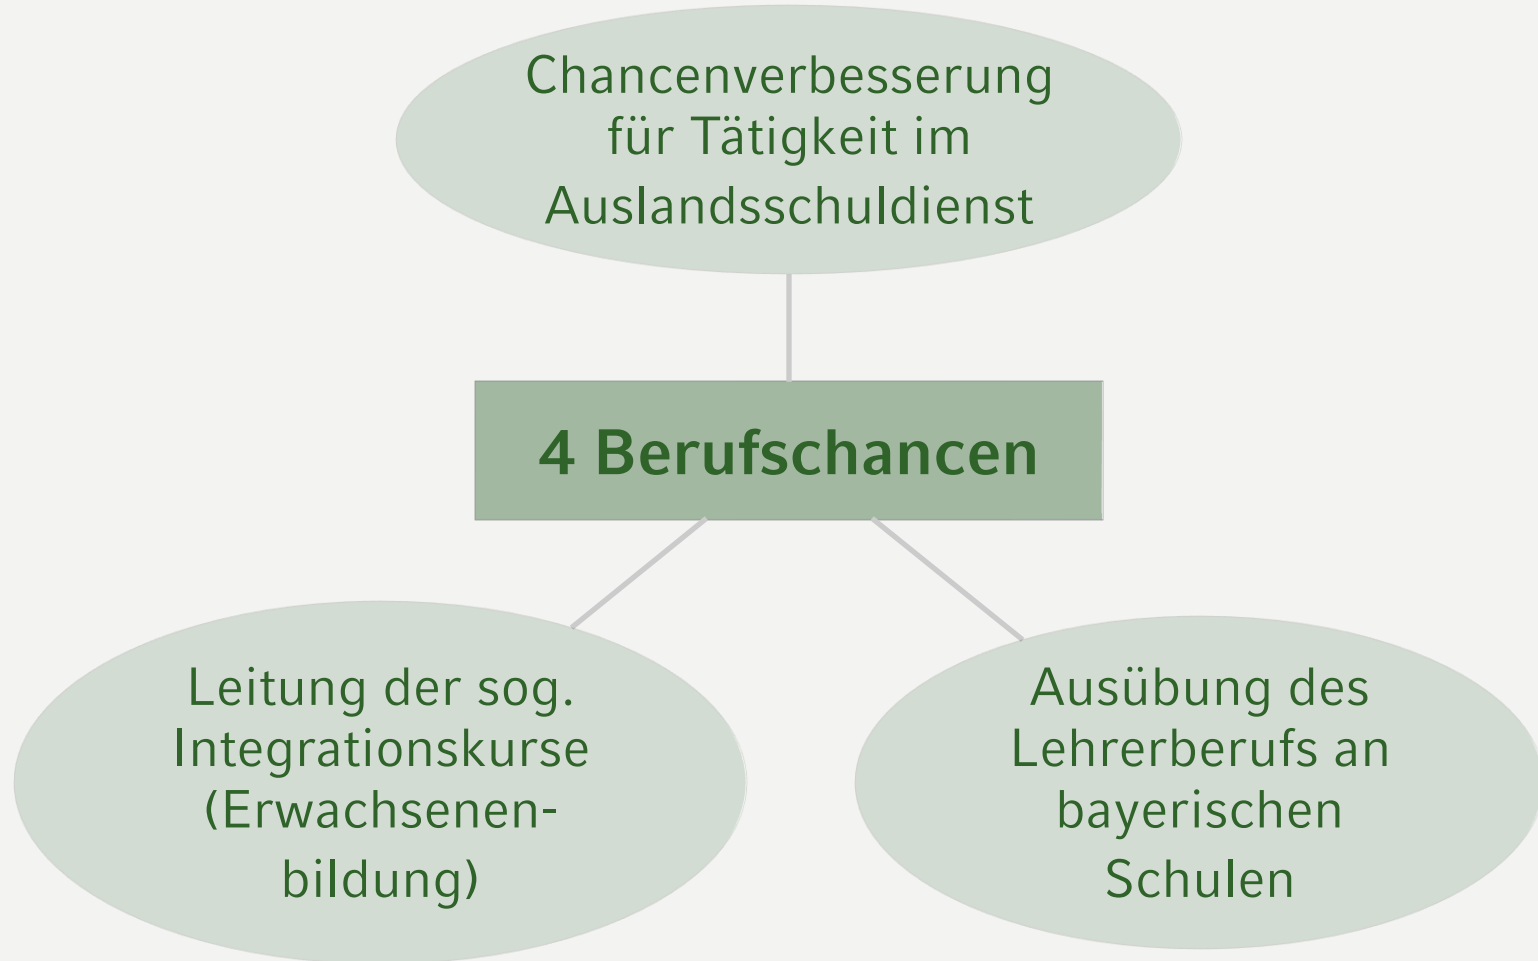 Chancenverbesserung
für Tätigkeit im
Auslandsschuldienst
4 Berufschancen
Leitung der sog.
Integrationskurse
(Erwachsenen-
bildung)
Ausübung des
Lehrerberufs an
bayerischen
Schulen